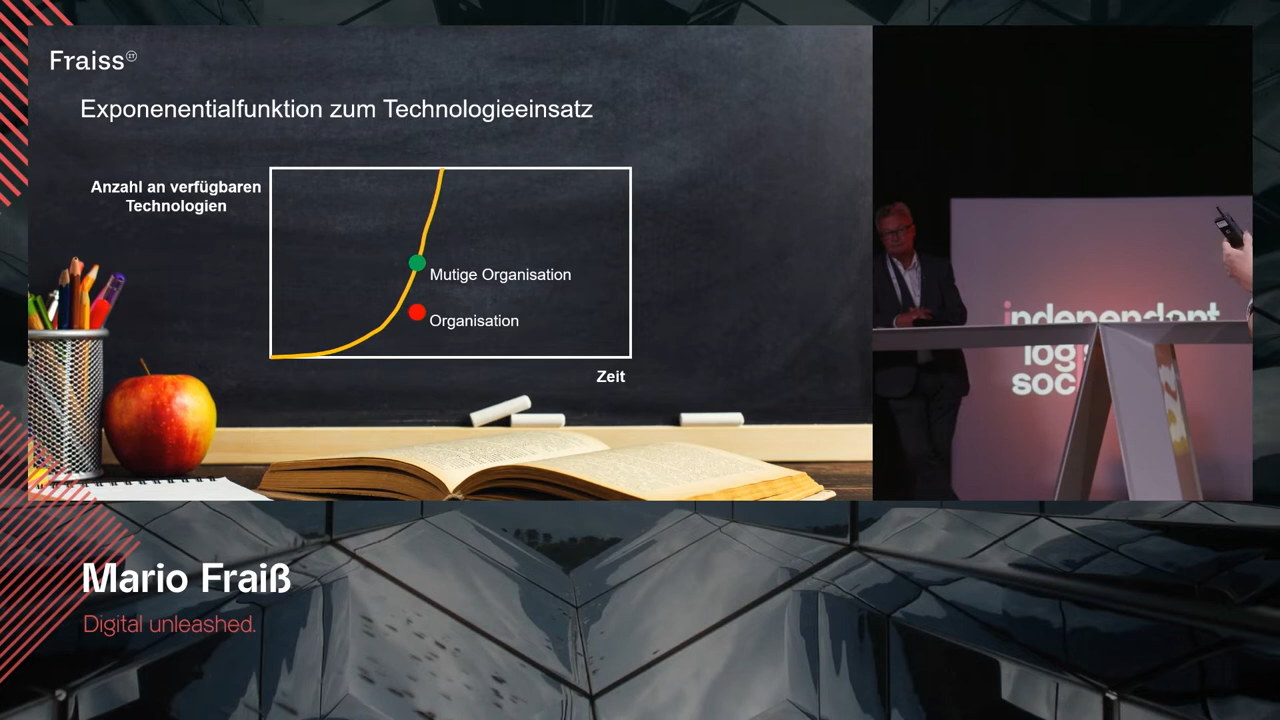 Fraiss
Exponenentialfunktion zum Technologieeinsatz
Anzahl an verfügbaren
Technologien
Mutige Organisation
Organisation
Zeit
independent
log
soc
Mario Fraiß
Digital unleashed.